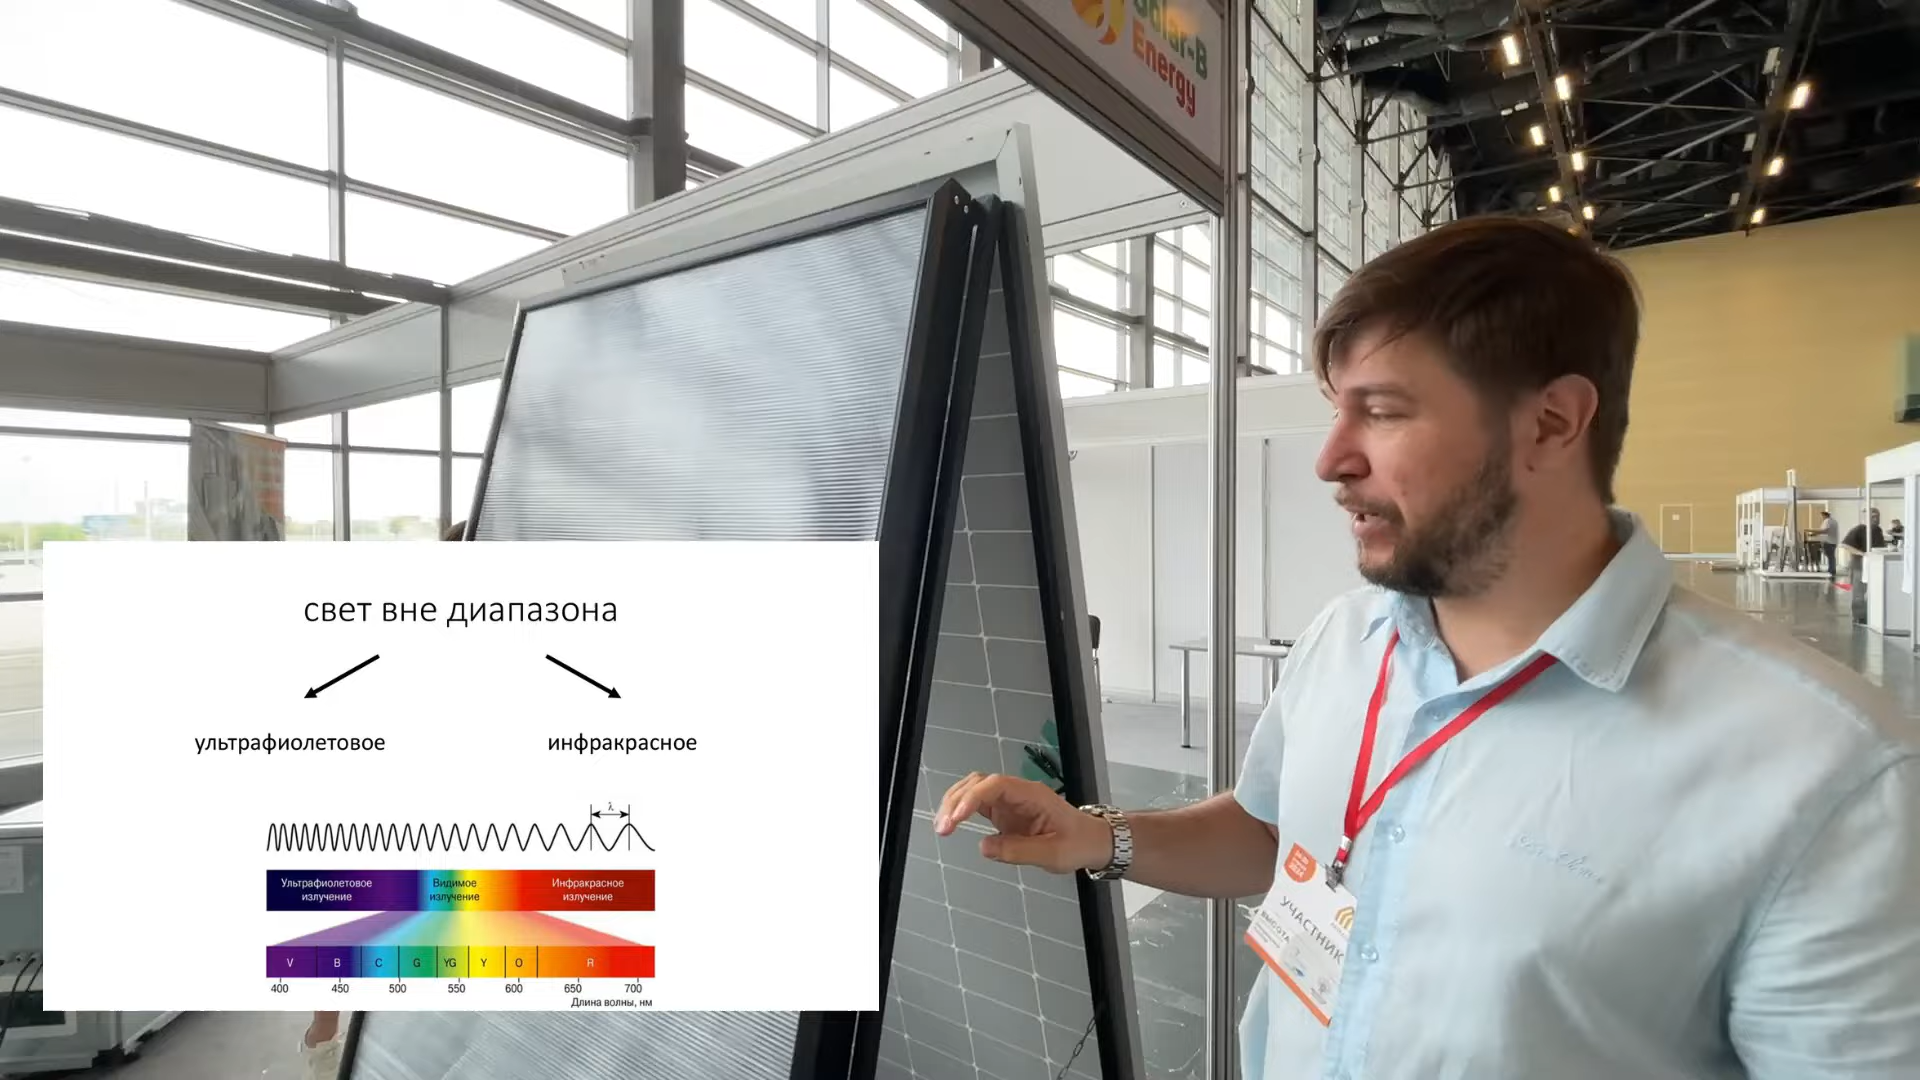 Solar-B
Energy
свет вне диапазона
ультрафиолетовое
инфракрасное
λ
Ультрафиолетовое
излучение
Видимое
излучение
Инфракрасное
излучение
V B C G YG Y O R
400 450 500 550 600 650 700
Длина волны, нм
УЧАСТНИК